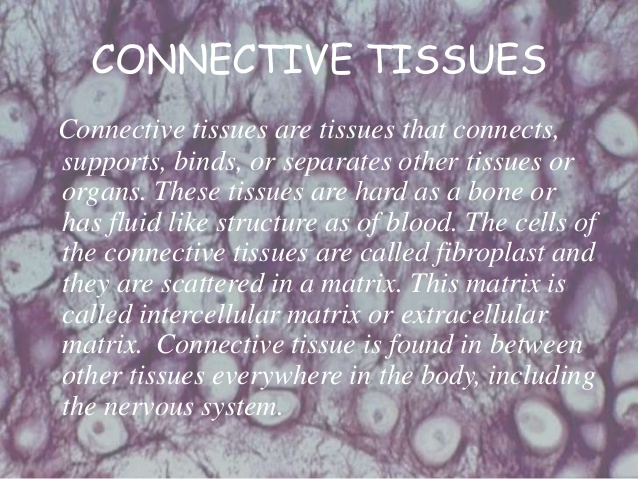 CONNECTIVE TISSUES
Connective tissues are tissues that connects,
supports, binds, or separates other tissues or
organs. These tissues are hard as a bone or
has fluid like structure as of blood. The cells of
the connective tissues are called fibroplast and
they are scattered in a matrix. This matrix is
called intercellular matrix or extracellular
matrix. Connective tissue is found in between
other tissues everywhere in the body, including
the nervous system.